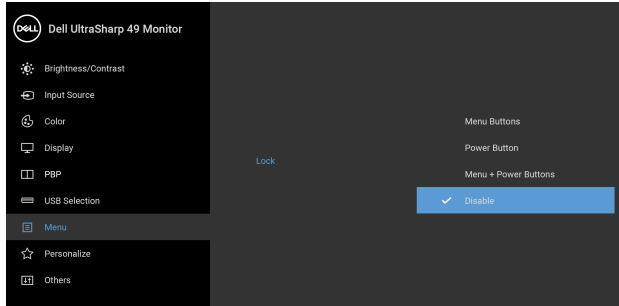 DELL Dell UltraSharp 49 Monitor
Brightness/Contrast
Input Source
Color
Display
PBP
USB Selection
Menu
Personalize
Others
Lock
Menu Buttons
Power Button
Menu + Power Buttons
Disable